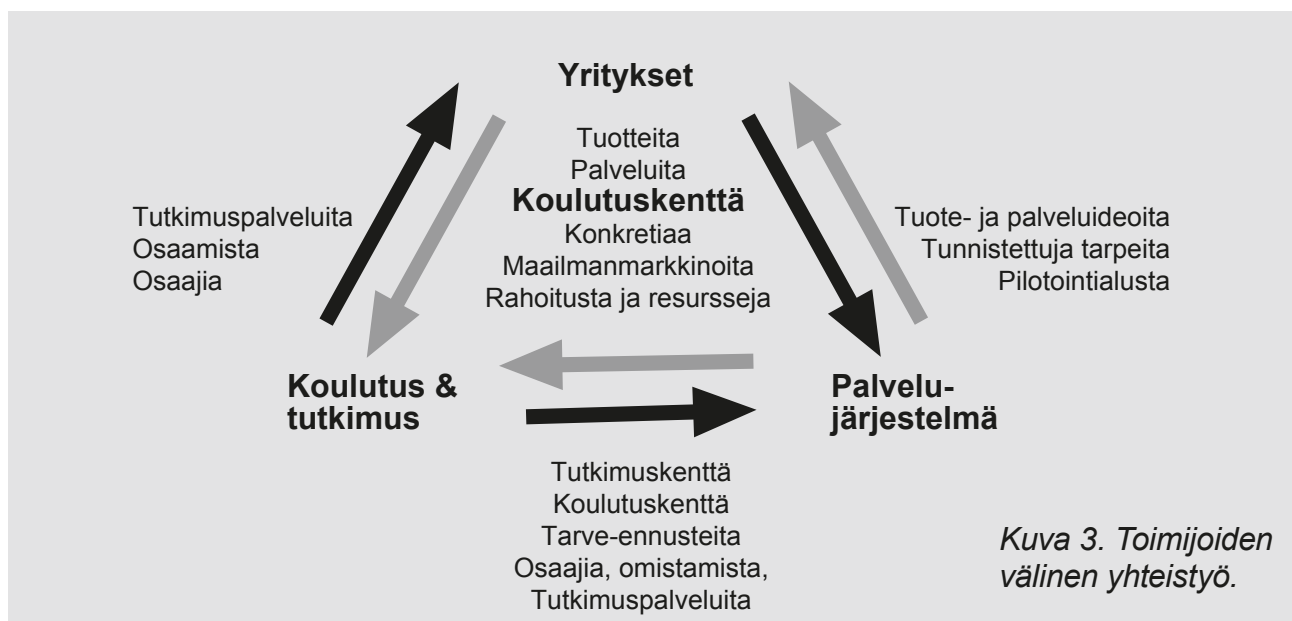 Yritykset
Tuotteita
Palveluita
Koulutuskenttä
Konkretiaa
Maailmanmarkkinoita
Rahoitusta ja resursseja
Tutkimuspalveluita
Osaamista
Osaajia
Tuote- ja palveluideoita
Tunnistettuja tarpeita
Pilotointialusta
Koulutus &
tutkimus
Palvelu-
järjestelmä
Tutkimuskenttä
Koulutuskenttä
Tarve-ennusteita
Osaajia, omistamista,
Tutkimuspalveluita
Kuva 3. Toimijoiden
välinen yhteistyö.